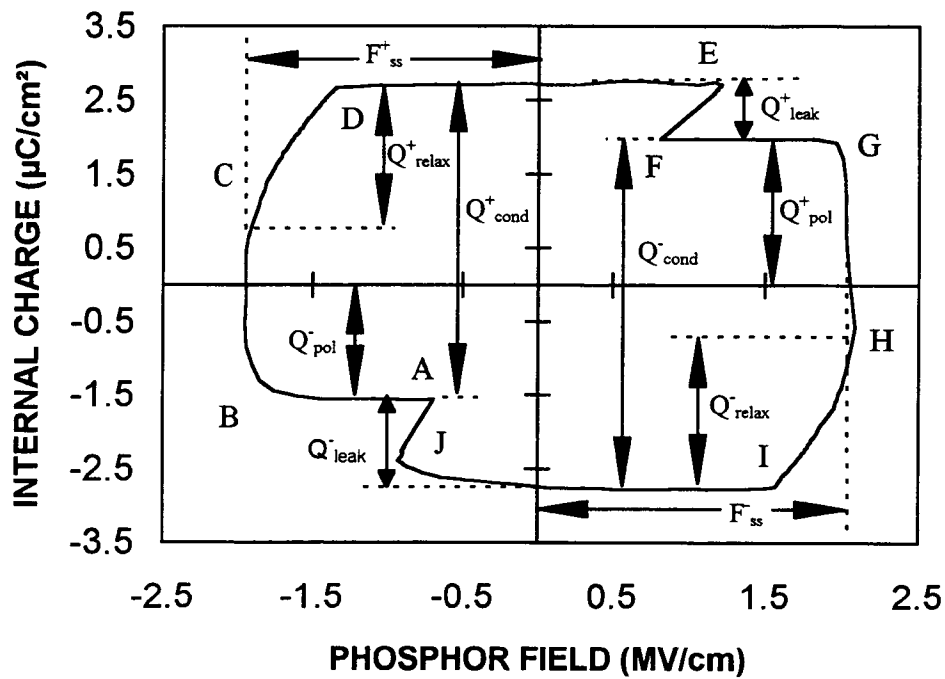 3.5
2.5
1.5
0.5
-0.5
-1.5
-2.5
-3.5
INTERNAL CHARGE (µC/cm²)
F⁺ss
E
D
Q⁺relax
Q⁺leak
C
F
G
Q⁺cond
Q⁺pol
Q⁻cond
Q⁻pol
A
H
B
Q⁻relax
J
Q⁻leak
I
F⁻ss
-2.5 -1.5 -0.5 0.5 1.5 2.5
PHOSPHOR FIELD (MV/cm)